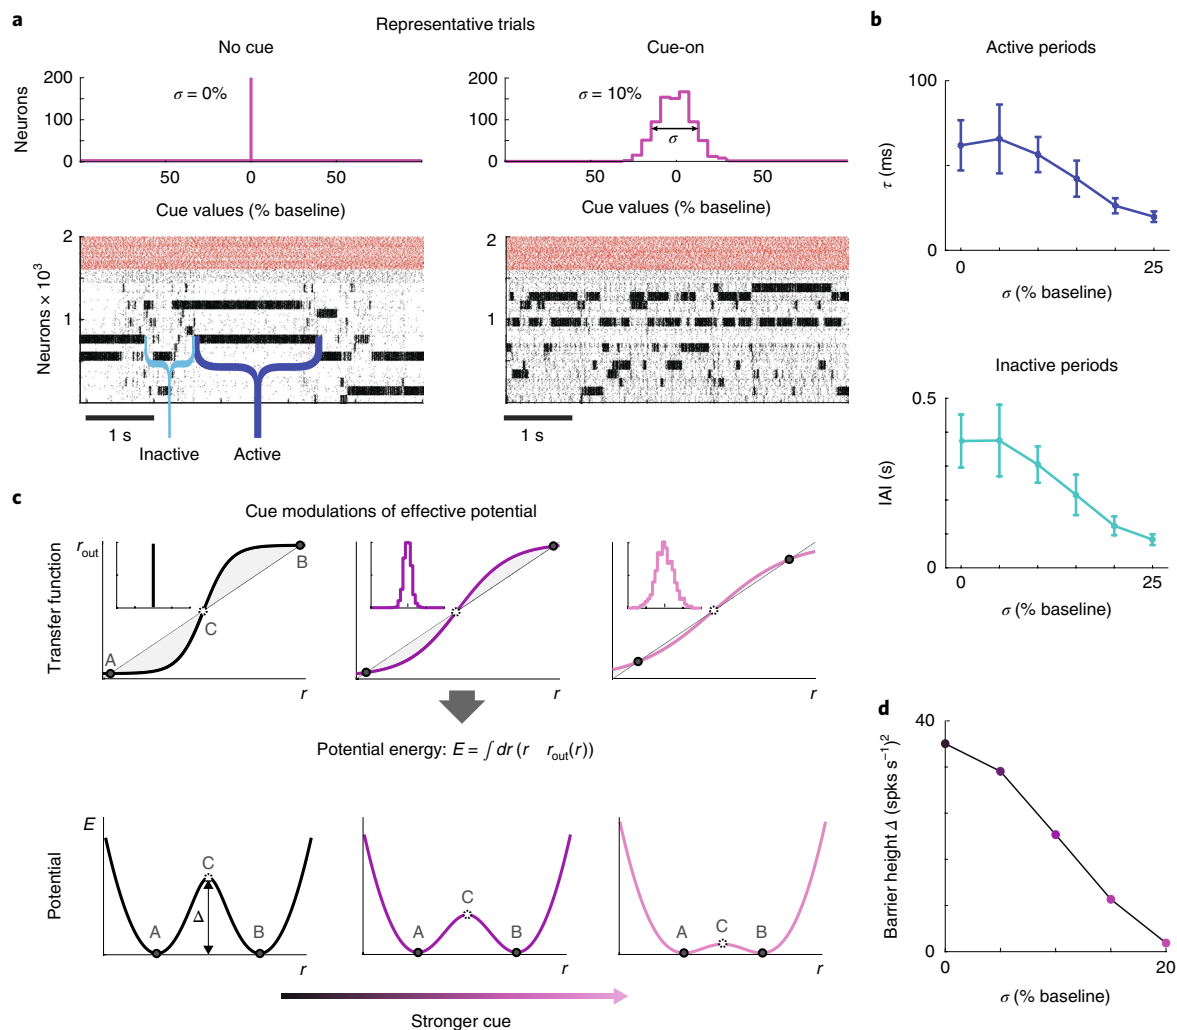 a
Representative trials
No cue
Cue-on
Neurons
200
100
0
σ = 0%
50
0
50
Cue values (% baseline)
200
100
0
σ = 10%
σ
50
0
50
Cue values (% baseline)
Neurons × 10³
2
1
1 s
Inactive
Active
2
1
1 s
b
Active periods
τ (ms)
100
50
0
0
25
σ (% baseline)
Inactive periods
IAI (s)
0.5
0
0
25
σ (% baseline)
c
Cue modulations of effective potential
Transfer function
r_out
A
B
C
r
r
r
Potential energy: E = ∫ dr (r r_out(r))
Potential
E
A
C
B
Δ
r
A
C
B
r
A
C
B
r
Stronger cue
d
Barrier height Δ (spks s⁻¹)²
40
0
0
20
σ (% baseline)